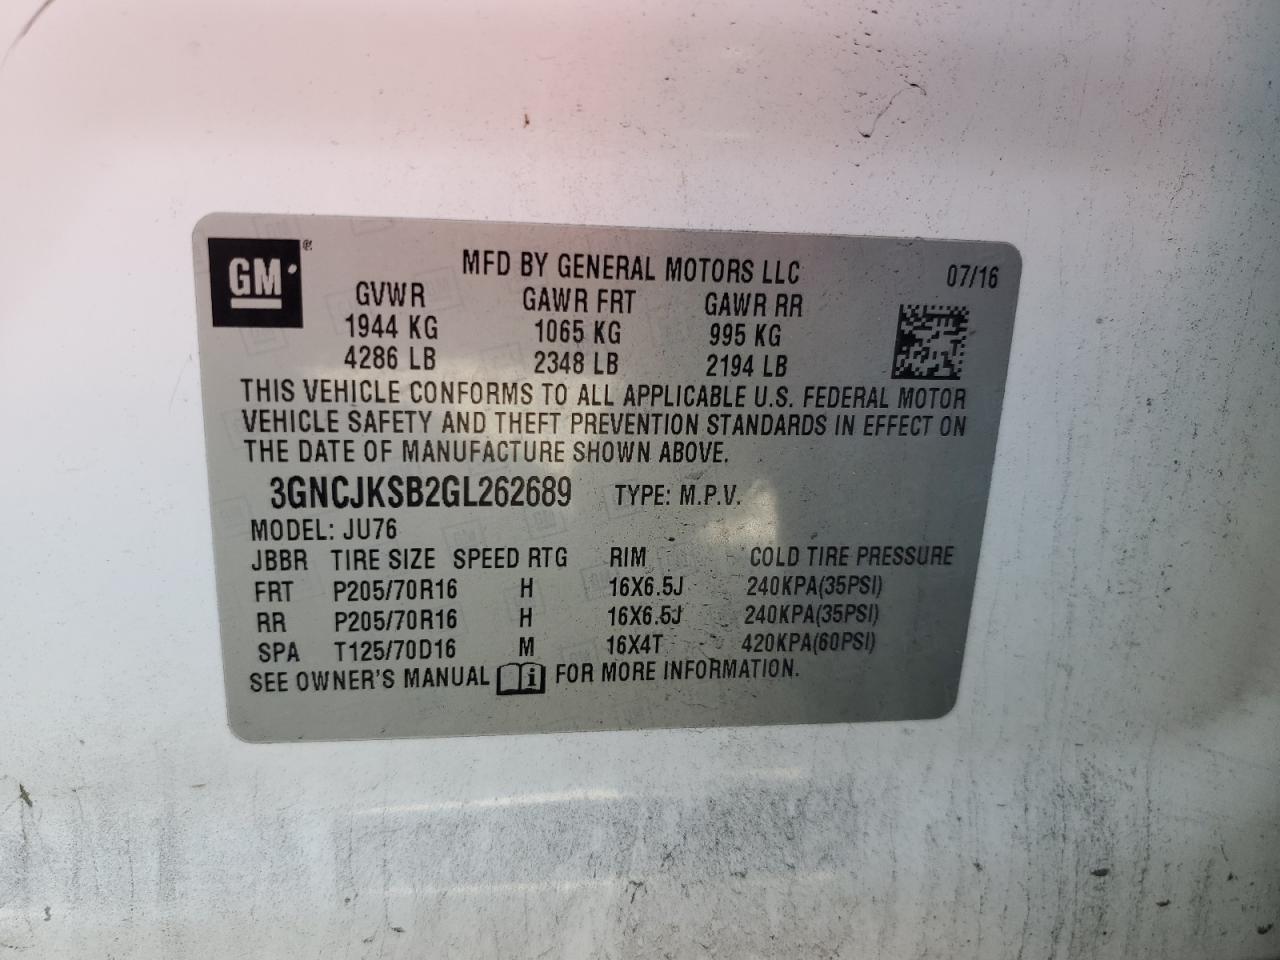 GM ®
MFD BY GENERAL MOTORS LLC 07/16
GVWR GAWR FRT GAWR RR
1944 KG 1065 KG 995 KG
4286 LB 2348 LB 2194 LB
THIS VEHICLE CONFORMS TO ALL APPLICABLE U.S. FEDERAL MOTOR
VEHICLE SAFETY AND THEFT PREVENTION STANDARDS IN EFFECT ON
THE DATE OF MANUFACTURE SHOWN ABOVE.
3GNCJKSB2GL262689 TYPE: M.P.V.
MODEL: JU76
JBBR TIRE SIZE SPEED RTG RIM COLD TIRE PRESSURE
FRT P205/70R16 H 16X6.5J 240KPA(35PSI)
RR P205/70R16 H 16X6.5J 240KPA(35PSI)
SPA T125/70D16 M 16X4T 420KPA(60PSI)
SEE OWNER'S MANUAL i FOR MORE INFORMATION.